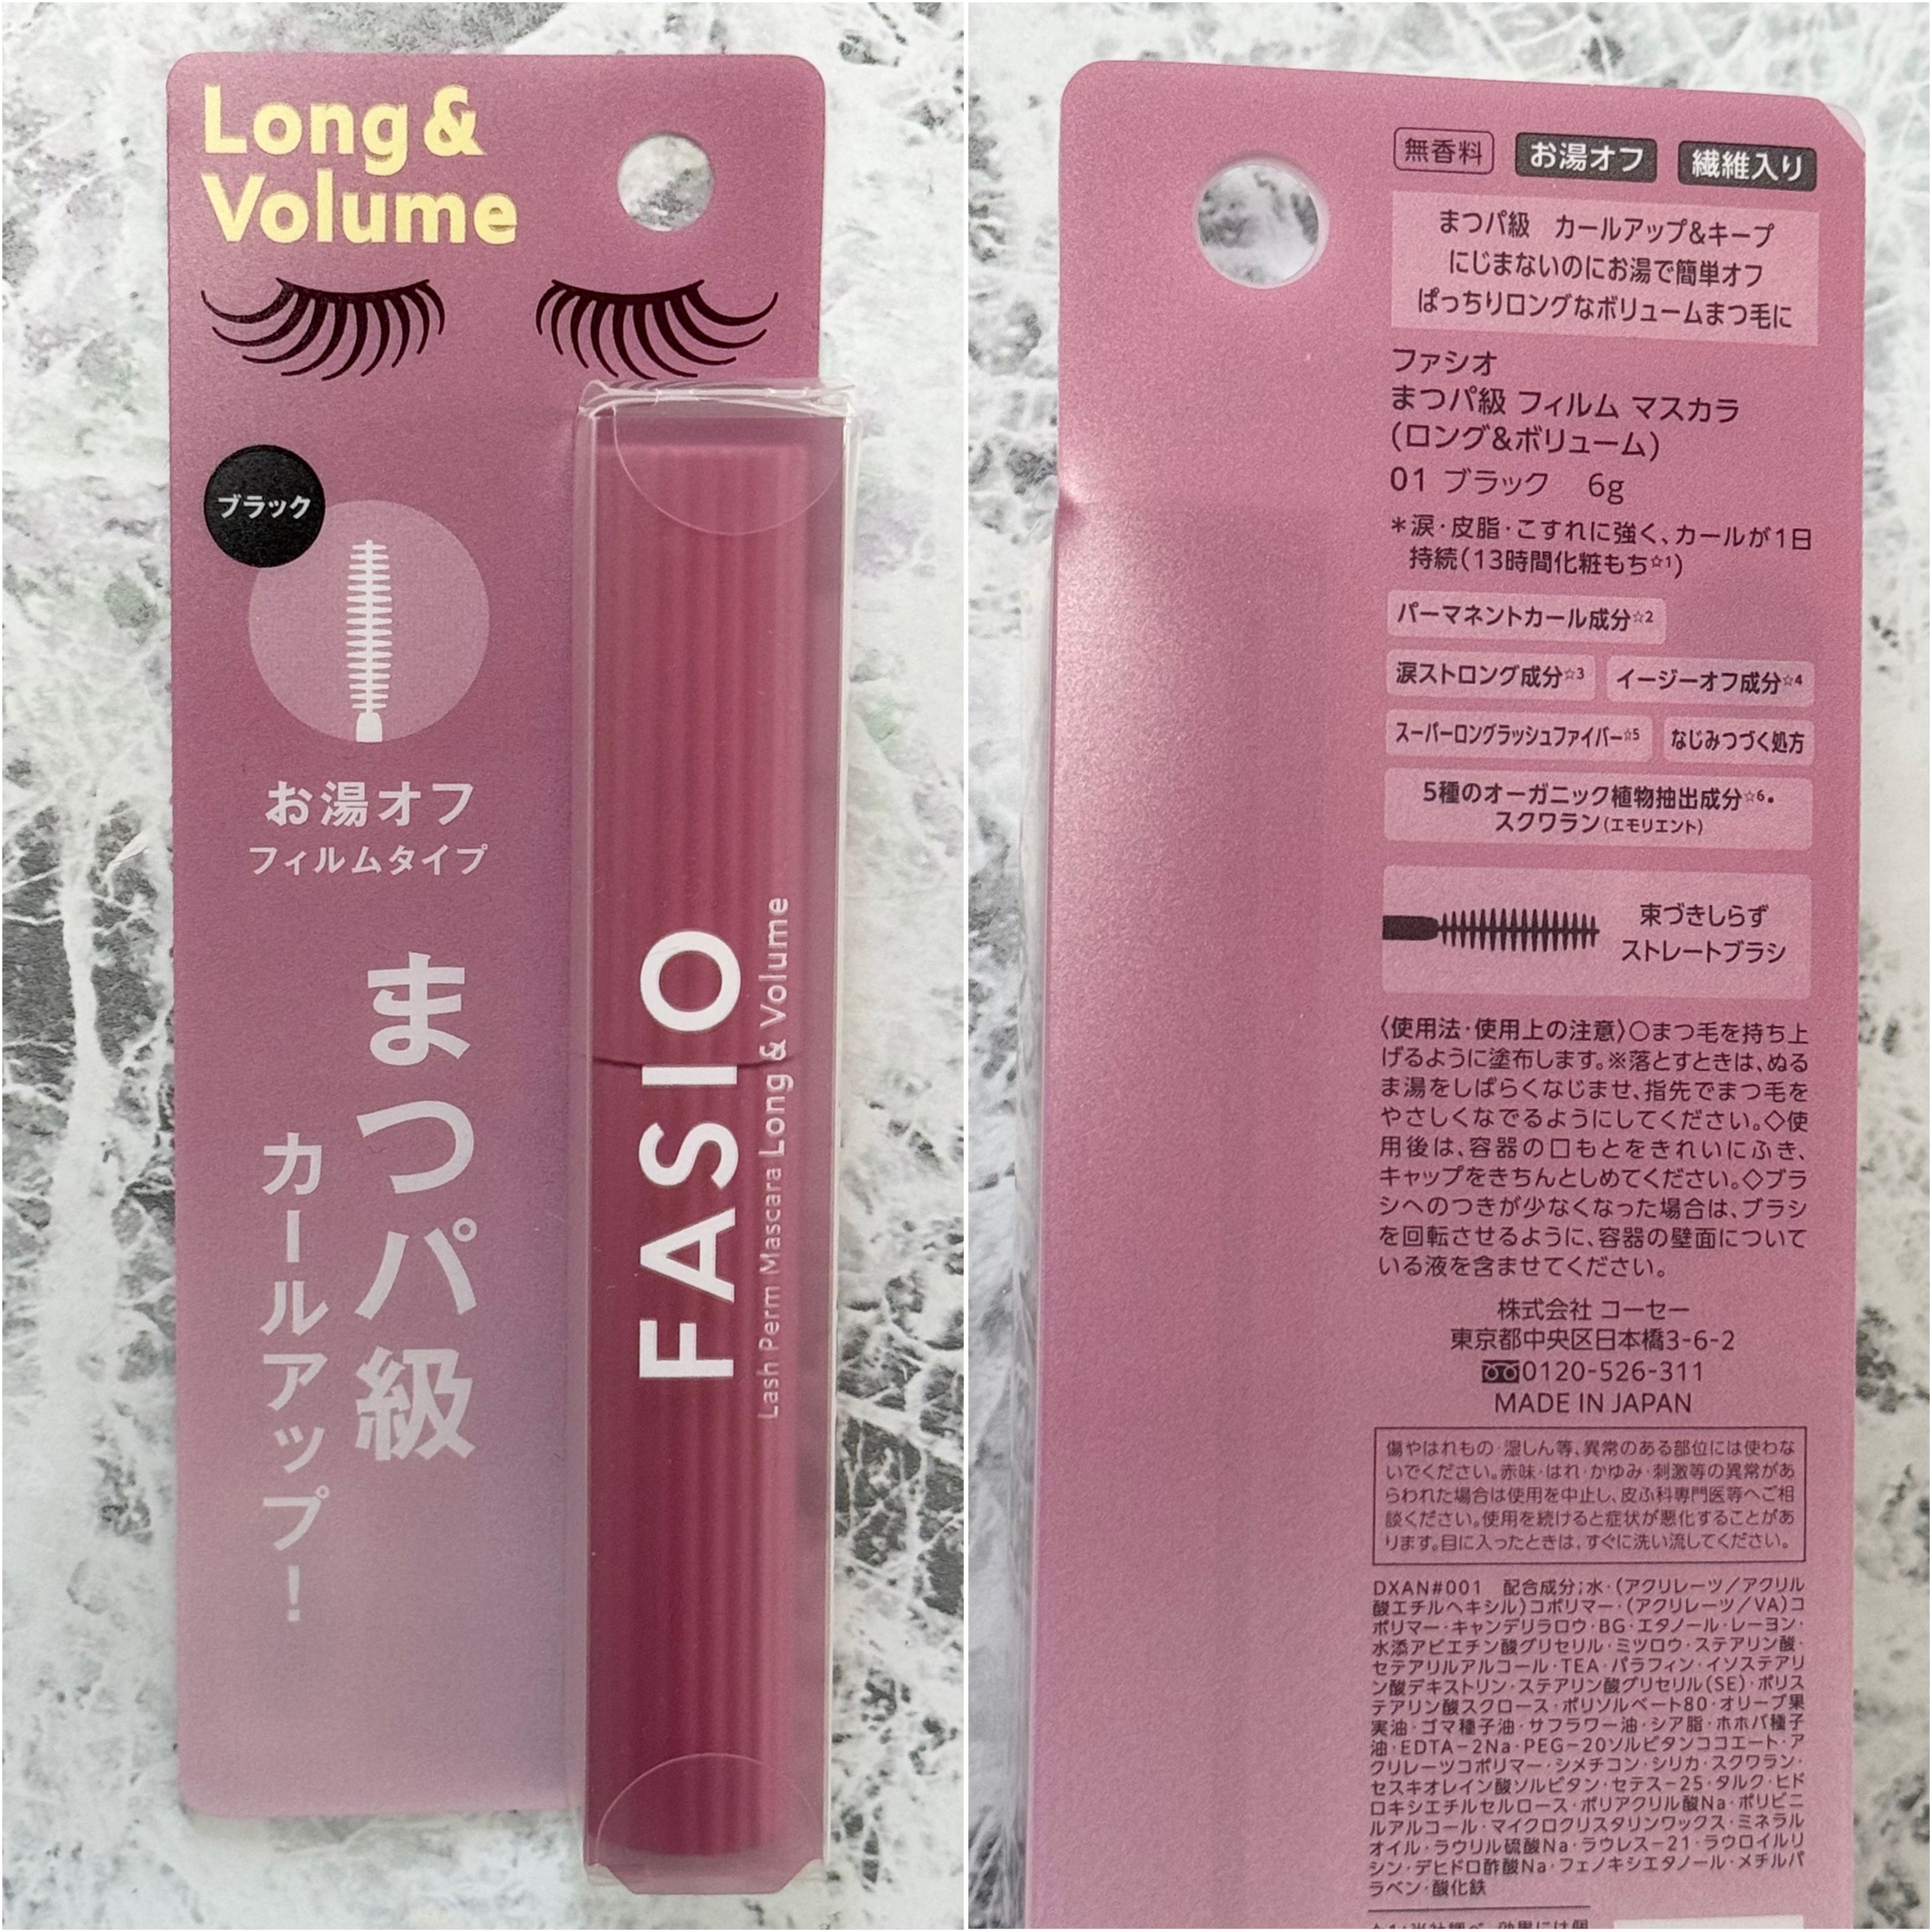 Long &
Volume
ブラック
お湯オフ
フィルムタイプ
まつパ級
カールアップ!
FASIO
Lash Perm Mascara Long & Volume
無香料 お湯オフ 繊維入り
まつパ級 カールアップ&キープ
にじまないのにお湯で簡単オフ
ぱっちりロングなボリュームまつ毛に
ファシオ
まつパ級 フィルム マスカラ
(ロング&ボリューム)
01 ブラック 6g
*涙・皮脂・こすれに強く、カールが1日
持続(13時間化粧もち☆1)
パーマネントカール成分☆2
涙ストロング成分☆3 イージーオフ成分☆4
スーパーロングラッシュファイバー☆5 なじみつづく処方
5種のオーガニック植物抽出成分☆6・
スクワラン(エモリエント)
束づきしらず
ストレートブラシ
〈使用法・使用上の注意〉○まつ毛を持ち上
げるように塗布します。※落とすときは、ぬる
ま湯をしばらくなじませ、指先でまつ毛を
やさしくなでるようにしてください。◇使
用後は、容器の口もとをきれいにふき、
キャップをきちんとしめてください。◇ブラ
シへのつきが少なくなった場合は、ブラシ
を回転させるように、容器の壁面について
いる液を含ませてください。
株式会社 コーセー
東京都中央区日本橋3-6-2
0120-526-311
MADE IN JAPAN
傷やはれもの・湿しん等、異常のある部位には使わな
いでください。赤味・はれ・かゆみ・刺激等の異常があ
らわれた場合は使用を中止し、皮ふ科専門医等へご相
談ください。使用を続けると症状が悪化することがあ
ります。目に入ったときは、すぐに洗い流してください。
DXAN#001 配合成分;水・(アクリレーツ/アクリル
酸エチルヘキシル)コポリマー・(アクリレーツ/VA)コ
ポリマー・キャンデリラロウ・BG・エタノール・レーヨン・
水添アビエチン酸グリセリル・ミツロウ・ステアリン酸・
セテアリルアルコール・TEA・パラフィン・イソステアリ
ン酸デキストリン・ステアリン酸グリセリル(SE)・ポリス
テアリン酸スクロース・ポリソルベート80・オリーブ果
実油・ゴマ種子油・サフラワー油・シア脂・ホホバ種子
油・EDTA-2Na・PEG-20ソルビタンココエート・ア
クリレーツコポリマー・シメチコン・シリカ・スクワラン・
セスキオレイン酸ソルビタン・セテス-25・タルク・ヒド
ロキシエチルセルロース・ポリアクリル酸Na・ポリビニ
ルアルコール・マイクロクリスタリンワックス・ミネラル
オイル・ラウリル硫酸Na・ラウレス-21・ラウロイルリ
シン・デヒドロ酢酸Na・フェノキシエタノール・メチルパ
ラベン・酸化鉄